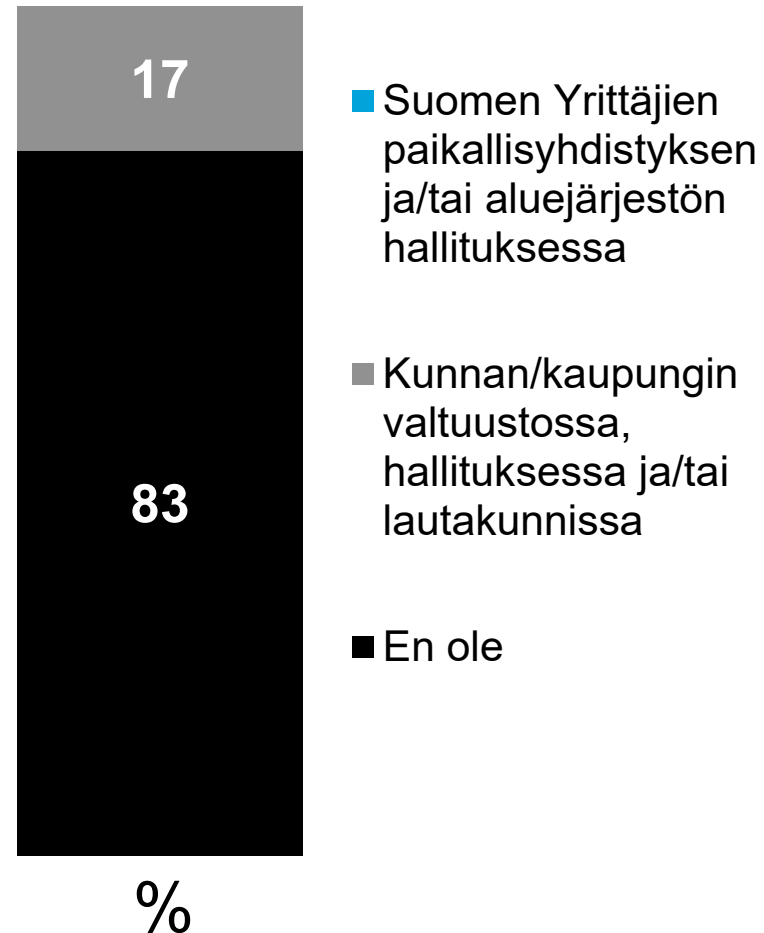 17
83
%
Suomen Yrittäjien
paikallisyhdistyksen
ja/tai aluejärjestön
hallituksessa
Kunnan/kaupungin
valtuustossa,
hallituksessa ja/tai
lautakunnissa
En ole